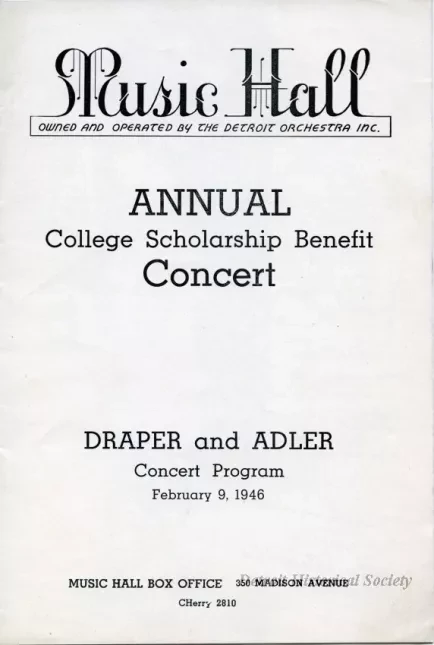 Music Hall
OWNED AND OPERATED BY THE DETROIT ORCHESTRA INC.
ANNUAL
College Scholarship Benefit
Concert
DRAPER and ADLER
Concert Program
February 9, 1946
MUSIC HALL BOX OFFICE 350 MADISON AVENUE
Detroit Historical Society
CHerry 2810